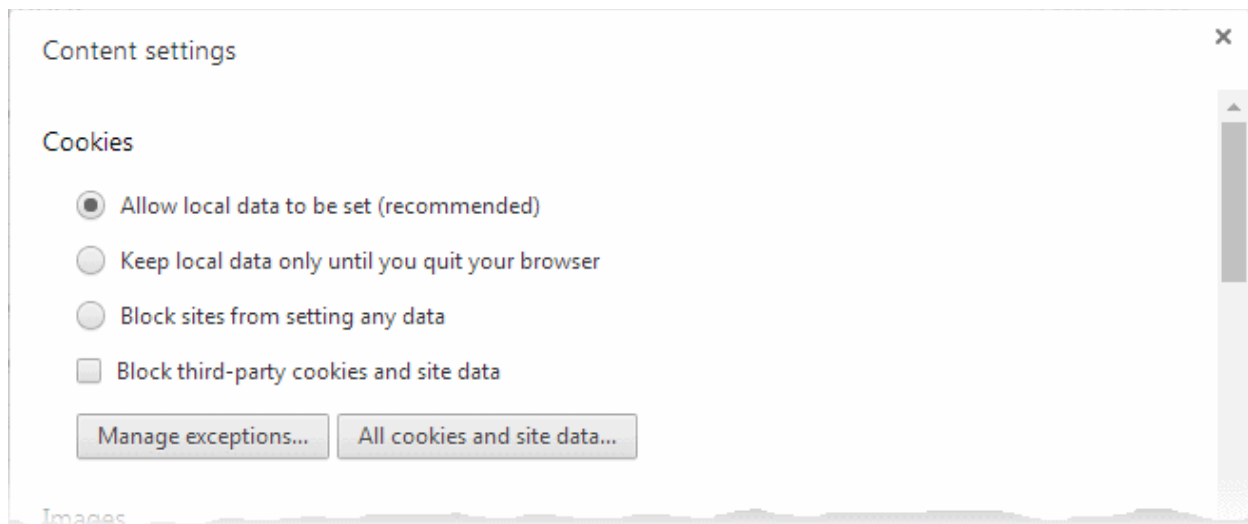 Content settings
Cookies
Allow local data to be set (recommended)
Keep local data only until you quit your browser
Block sites from setting any data
Block third-party cookies and site data
Manage exceptions... All cookies and site data...
Images